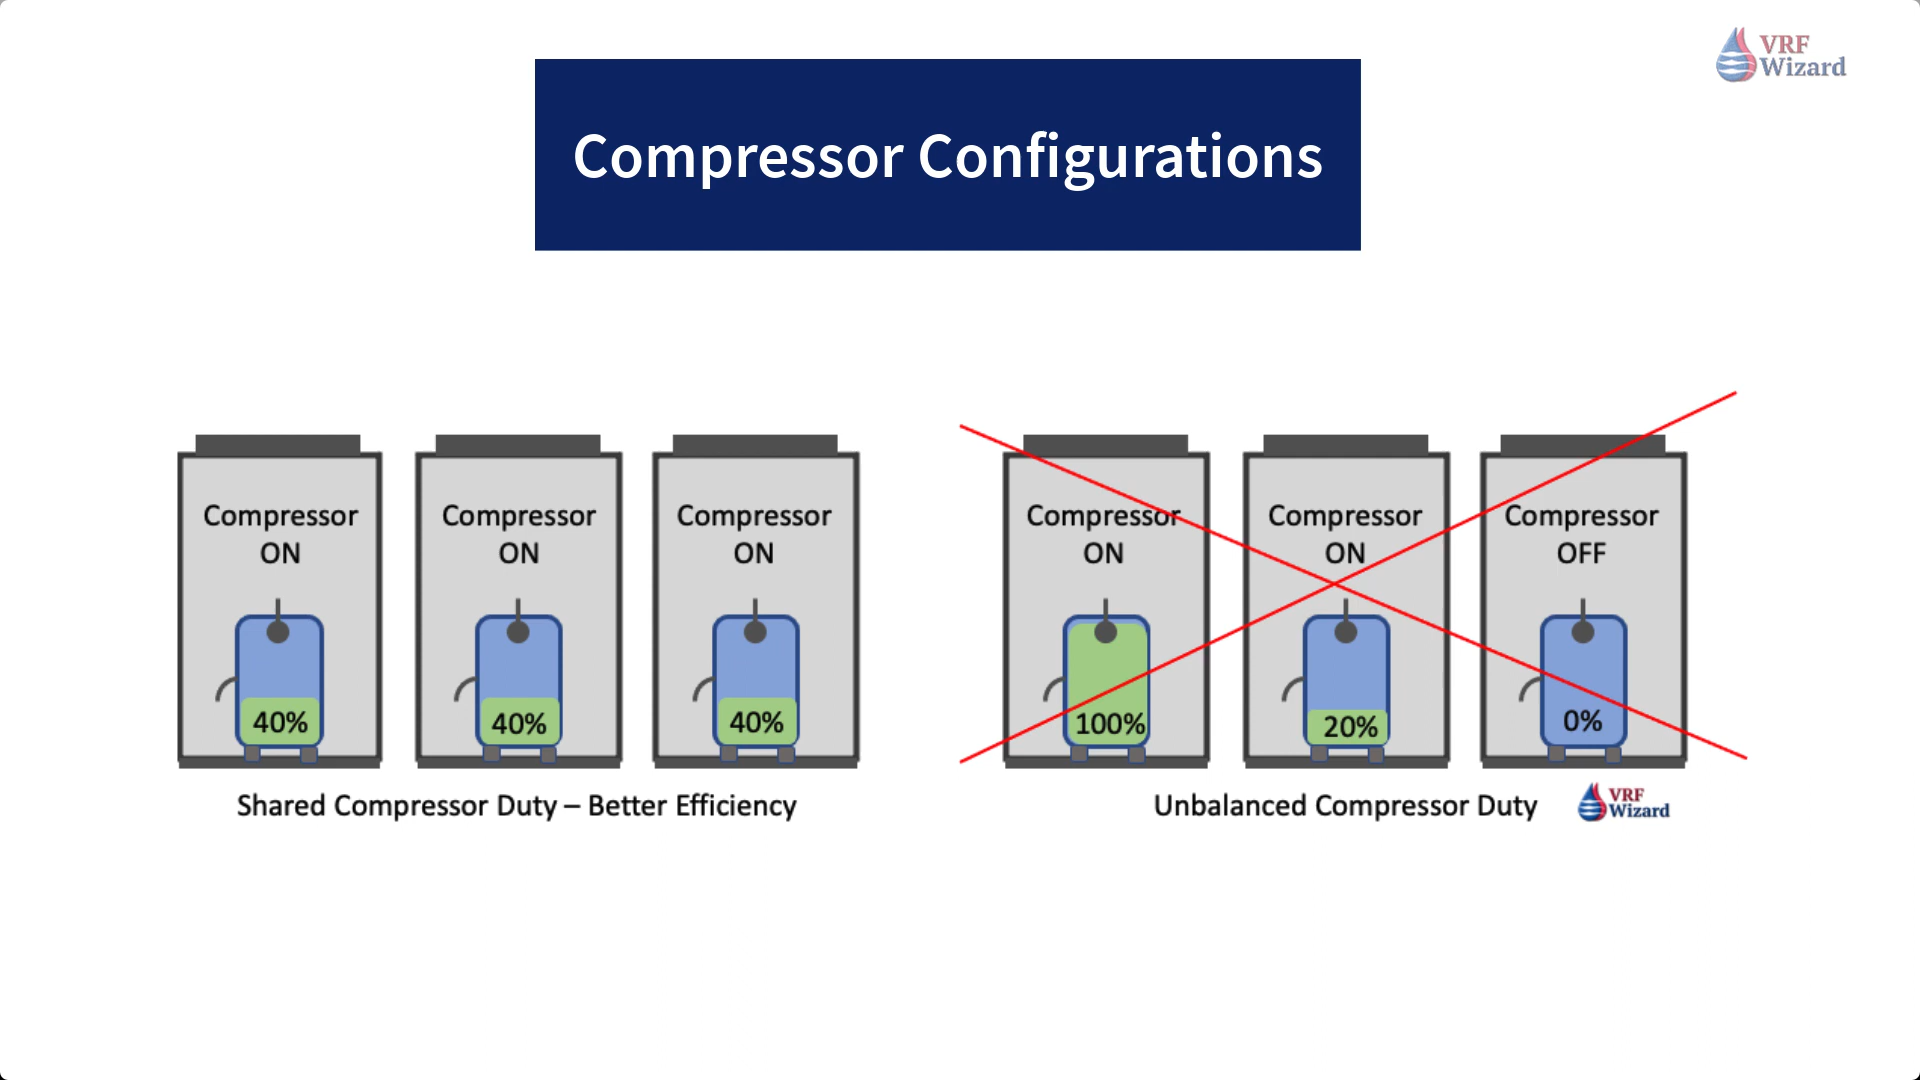 VRF
Wizard
Compressor Configurations
Compressor
ON
40%
Compressor
ON
40%
Compressor
ON
40%
Shared Compressor Duty – Better Efficiency
Compressor
ON
100%
Compressor
ON
20%
Compressor
OFF
0%
Unbalanced Compressor Duty
VRF
Wizard